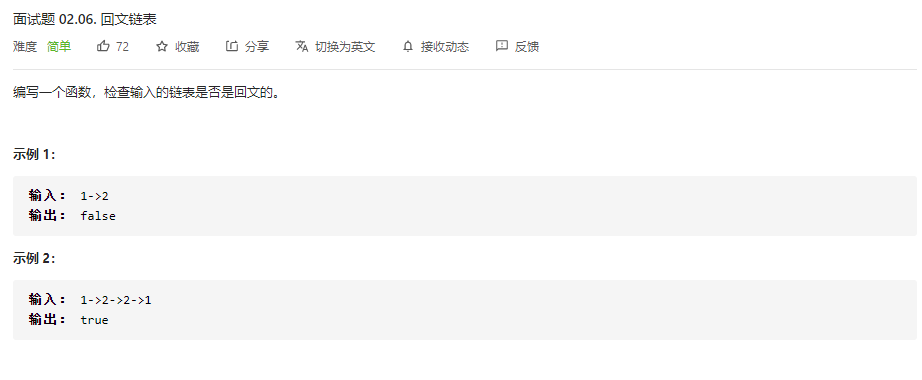 面试题 02.06. 回文链表
难度 简单 72 收藏 分享 切换为英文 接收动态 反馈
编写一个函数，检查输入的链表是否是回文的。
示例 1：
输入： 1->2
输出： false
示例 2：
输入： 1->2->2->1
输出： true